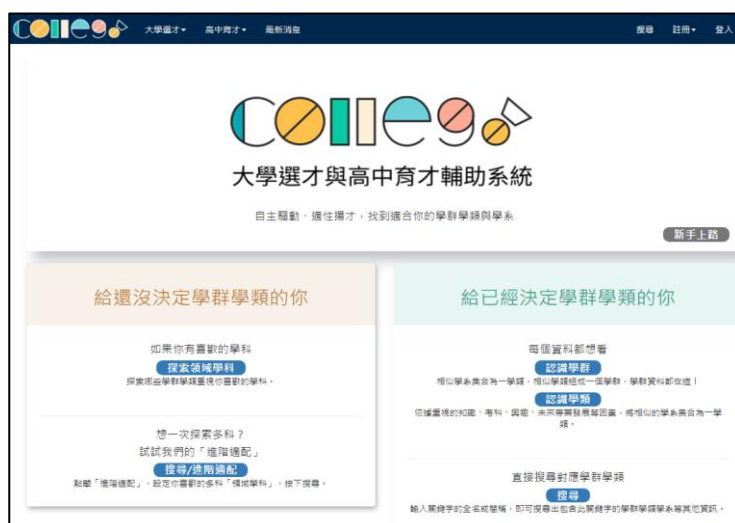 Collego 大學選才▾ 高中育才▾ 最新消息 搜尋 註冊▾ 登入
Collego
大學選才與高中育才輔助系統
自主驅動、適性揚才，找到適合你的學群學類與學系
新手上路
給還沒決定學群學類的你
如果你有喜歡的學科
探索領域學科
探索哪些學群學類重視你喜歡的學科。
想一次探索多科？
試試我們的「進階適配」
搜尋/進階適配
點擊「進階適配」，設定你喜歡的多科「領域學科」，按下搜尋。
給已經決定學群學類的你
每個資料都想看
認識學群
相似學系集合為一學類，相似學類組成一個學群，學群資料都在這！
認識學類
依據重視的知能、考科、興趣、未來專業發展等因素，將相似的學系集合為一學
類。
直接搜尋對應學群學類
搜尋
輸入關鍵字的全名或簡稱，即可搜尋出包含此關鍵字的學群學類學系等其他資訊。